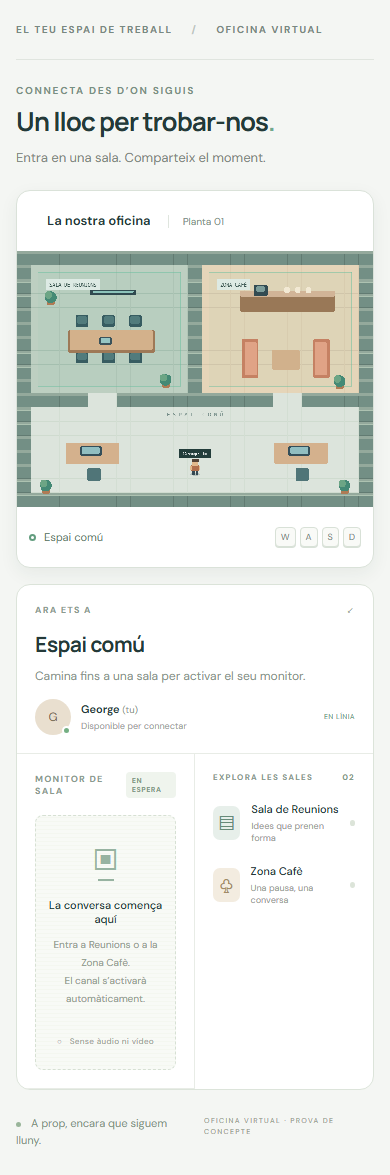 EL TEU ESPAI DE TREBALL / OFICINA VIRTUAL
CONNECTA DES D'ON SIGUIS
Un lloc per trobar-nos.
Entra en una sala. Comparteix el moment.
La nostra oficina
Planta 01
SALA DE REUNIONS
ZONA CAFÈ
ESPAI COMÚ
Espai comú
W A S D
ARA ETS A
✓
Espai comú
Camina fins a una sala per activar el seu monitor.
G
George (tu)
Disponible per connectar
EN LÍNIA
MONITOR DE
SALA
EN
ESPERA
La conversa comença
aquí
Entra a Reunions o a la
Zona Cafè.
El canal s'activarà
automàticament.
Sense àudio ni vídeo
EXPLORA LES SALES 02
Sala de Reunions
Idees que prenen
forma
Zona Cafè
Una pausa, una
conversa
A prop, encara que siguem
lluny.
OFICINA VIRTUAL · PROVA DE
CONCEPTE